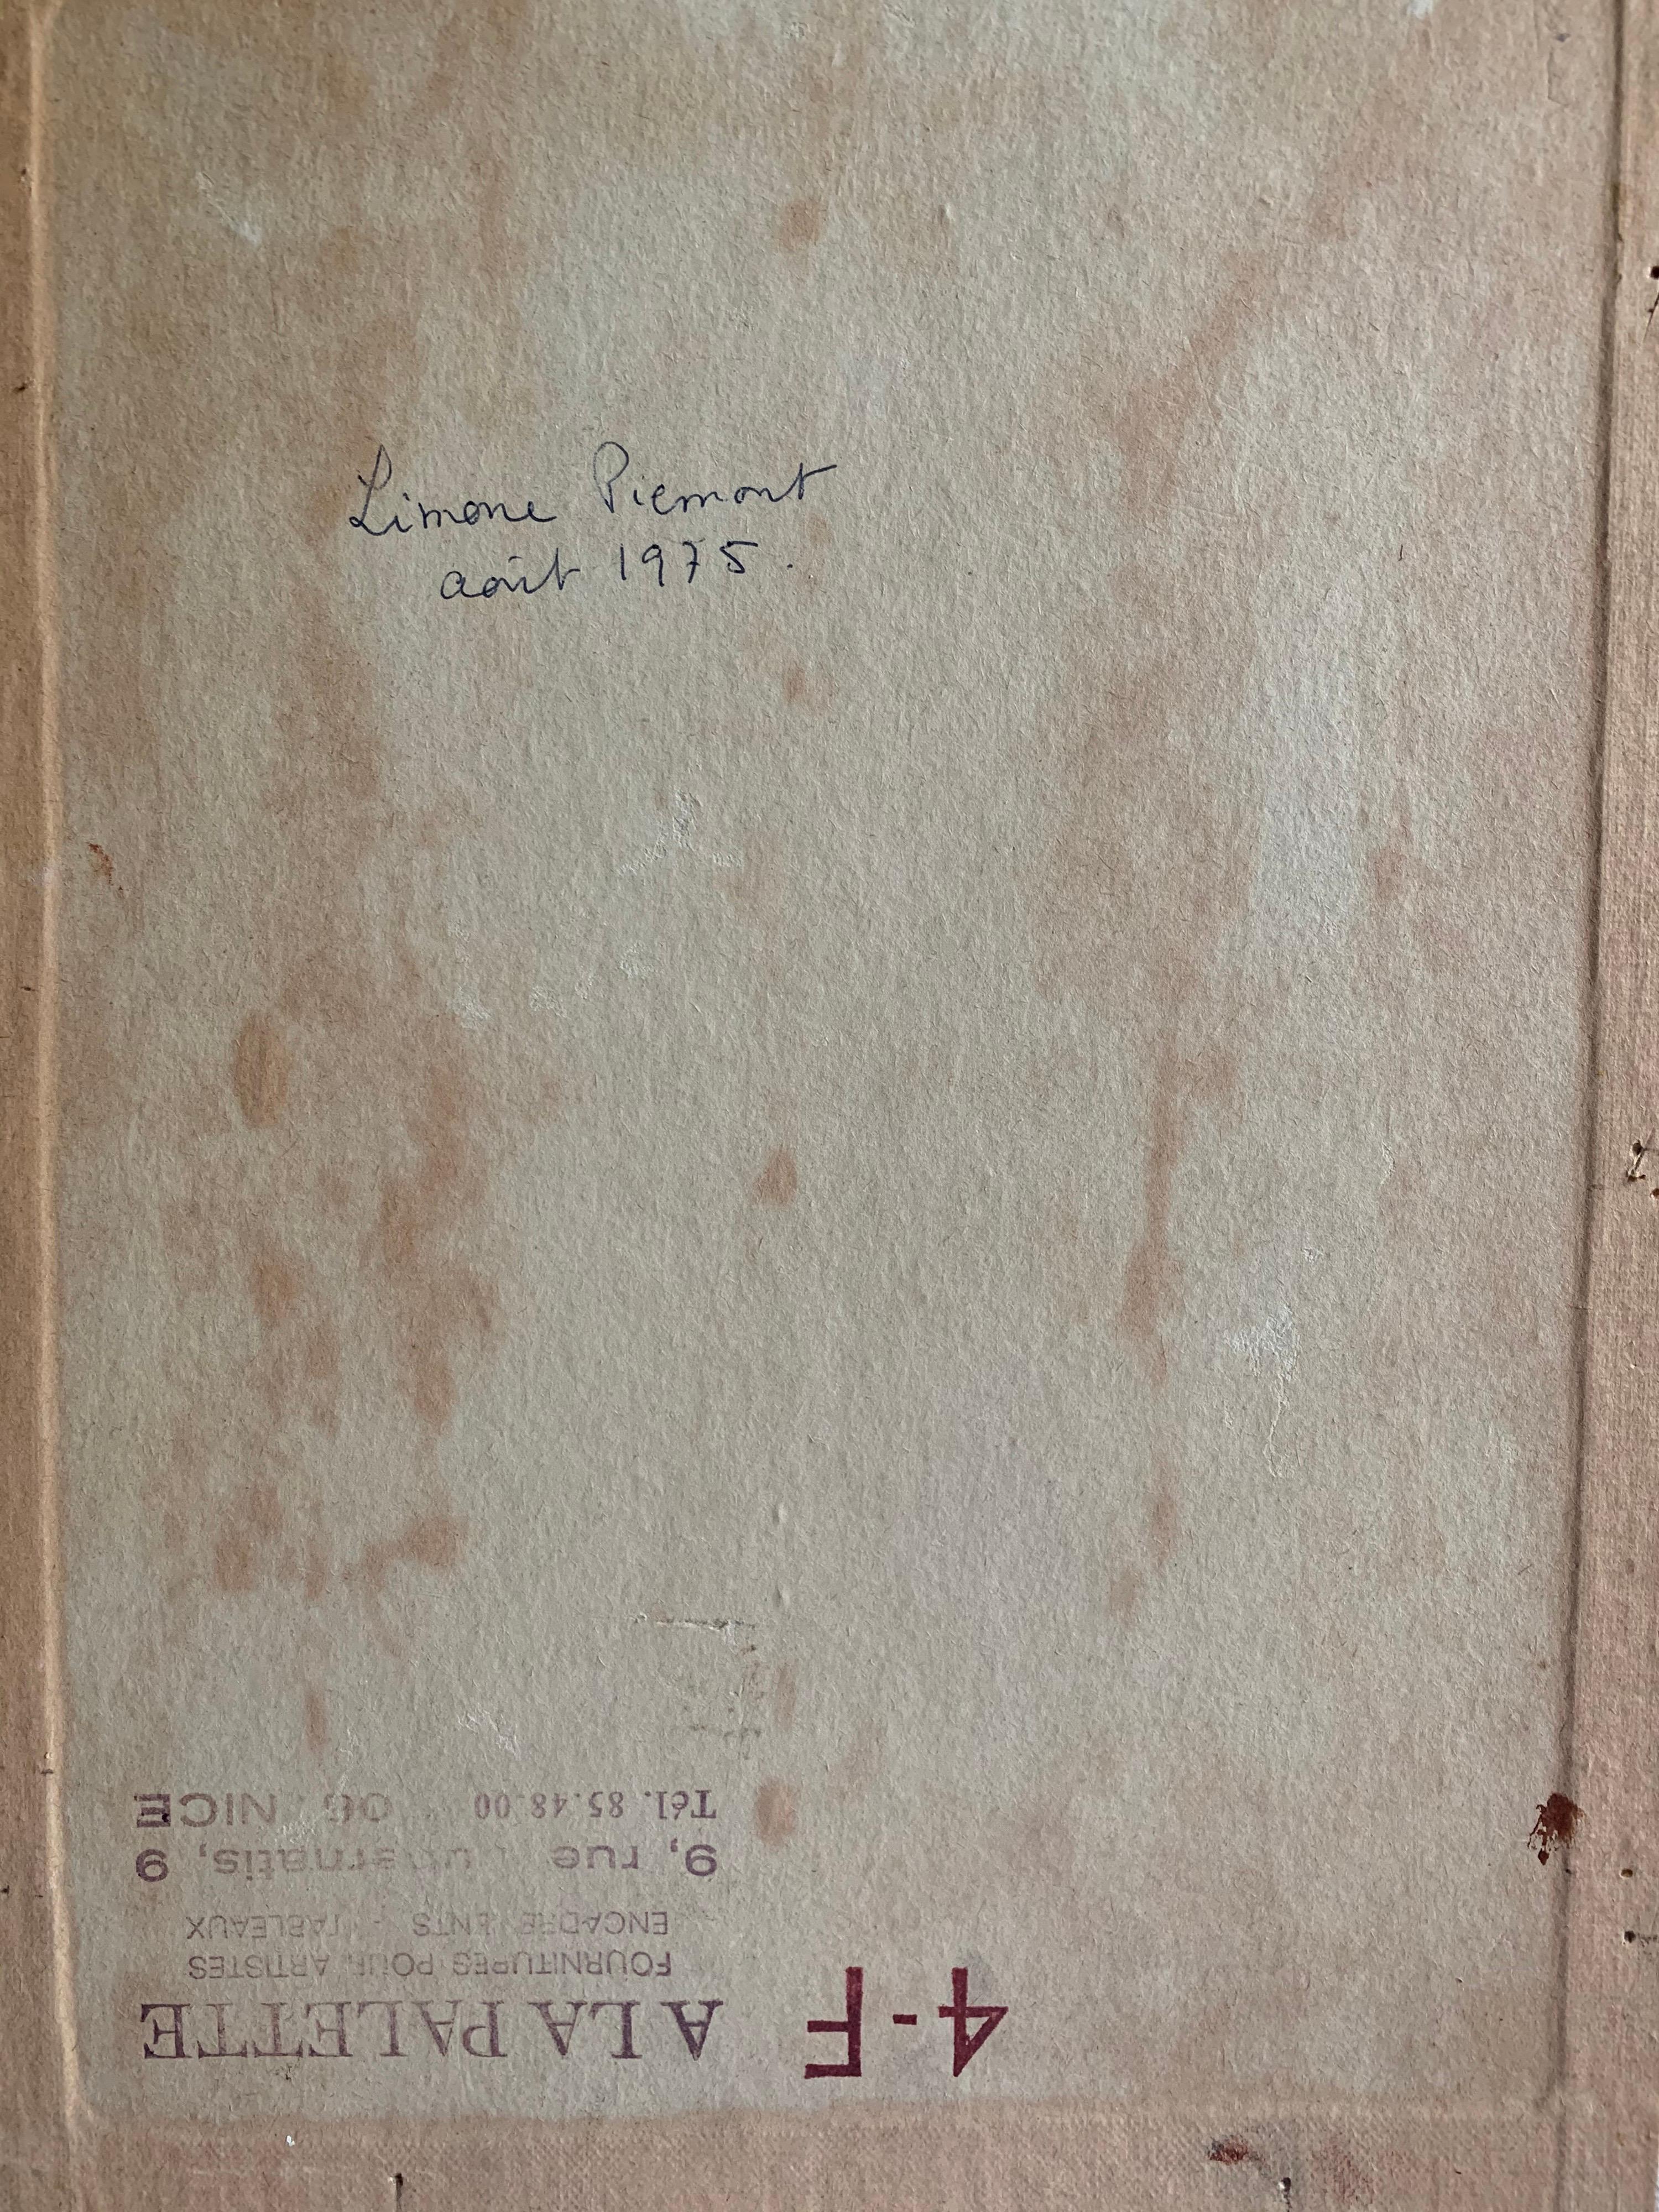 Limone Piemont
août 1975.
4-F
A LA PALETTE
FOURNITURES POUR ARTISTES
ENCADREMENTS - TABLEAUX
9, rue 9
Tél. 85.48.00 06 NICE